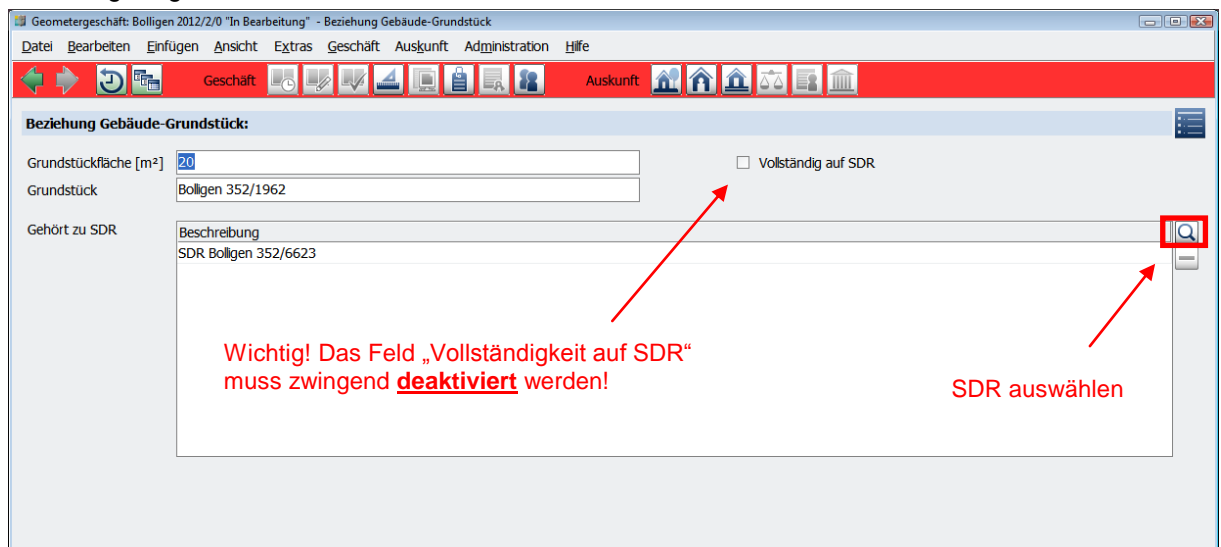 Geometergeschäft: Bolligen 2012/2/0 "In Bearbeitung" - Beziehung Gebäude-Grundstück
Datei Bearbeiten Einfügen Ansicht Extras Geschäft Auskunft Administration Hilfe
Geschäft Auskunft
Beziehung Gebäude-Grundstück:
Grundstückfläche [m²] 20 Vollständig auf SDR
Grundstück Bolligen 352/1962
Gehört zu SDR Beschreibung
SDR Bolligen 352/6623
Wichtig! Das Feld „Vollständigkeit auf SDR“
muss zwingend deaktiviert werden!
SDR auswählen